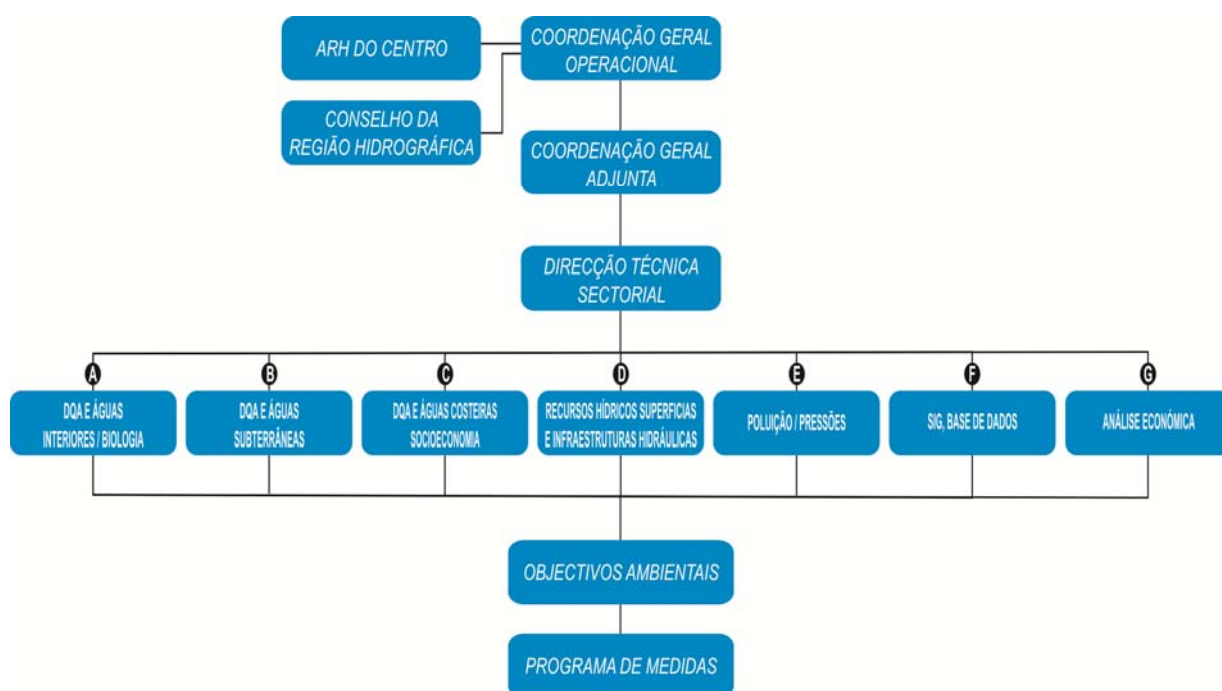 ARH DO CENTRO
COORDENAÇÃO GERAL
OPERACIONAL
CONSELHO DA
REGIÃO HIDROGRÁFICA
COORDENAÇÃO GERAL
ADJUNTA
DIRECÇÃO TÉCNICA
SECTORIAL
A
DQA E ÁGUAS
INTERIORES / BIOLOGIA
B
DQA E ÁGUAS
SUBTERRÂNEAS
C
DQA E ÁGUAS COSTEIRAS
SOCIOECONOMIA
D
RECURSOS HÍDRICOS SUPERFICIAS
E INFRAESTRUTURAS HIDRÁULICAS
E
POLUIÇÃO / PRESSÕES
F
SIG, BASE DE DADOS
G
ANÁLISE ECONÓMICA
OBJECTIVOS AMBIENTAIS
PROGRAMA DE MEDIDAS